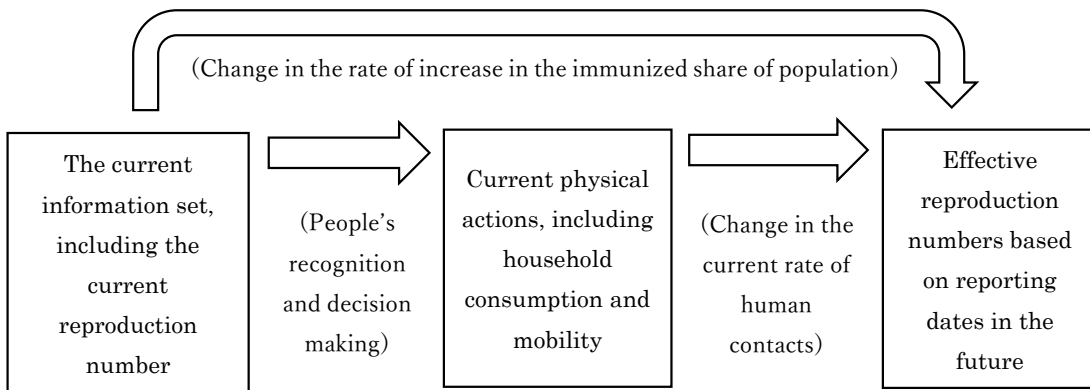 (Change in the rate of increase in the immunized share of population)
The current
information set,
including the
current
reproduction
number
(People’s
recognition
and decision
making)
Current physical
actions, including
household
consumption and
mobility
(Change in the
current rate of
human
contacts)
Effective
reproduction
numbers based
on reporting
dates in the
future